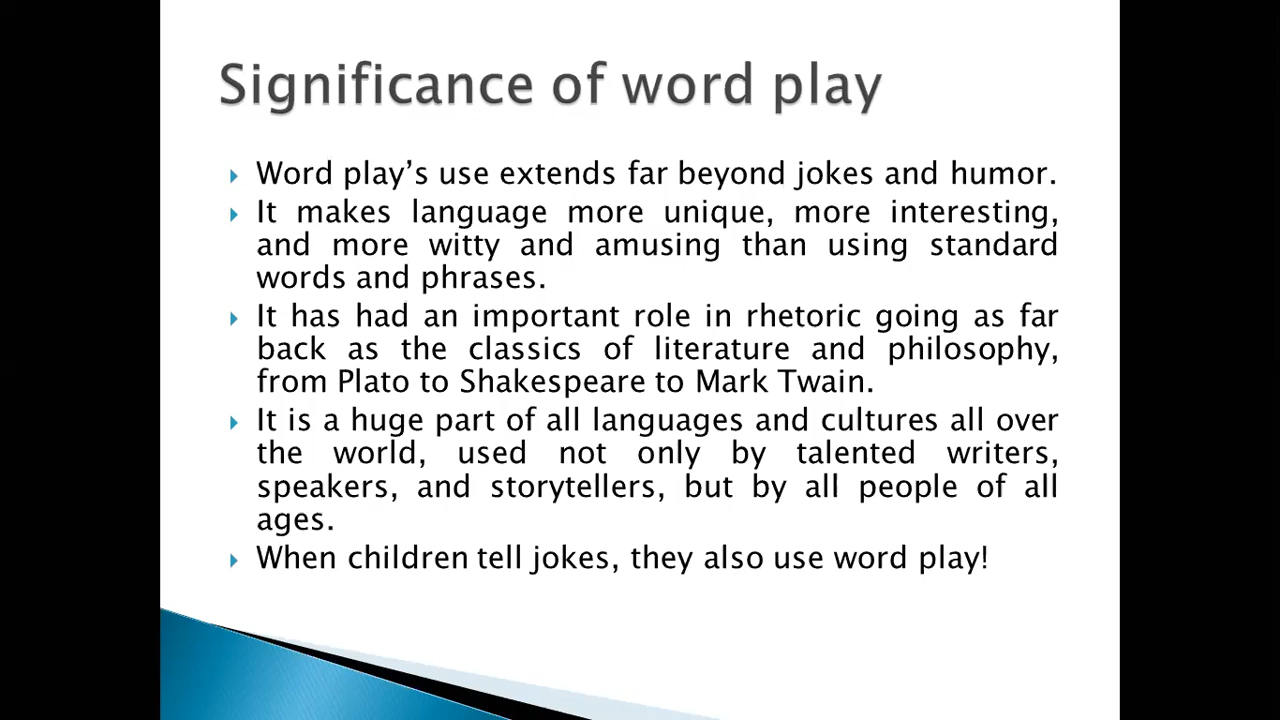 Significance of word play
Word play’s use extends far beyond jokes and humor.
It makes language more unique, more interesting,
and more witty and amusing than using standard
words and phrases.
It has had an important role in rhetoric going as far
back as the classics of literature and philosophy,
from Plato to Shakespeare to Mark Twain.
It is a huge part of all languages and cultures all over
the world, used not only by talented writers,
speakers, and storytellers, but by all people of all
ages.
When children tell jokes, they also use word play!